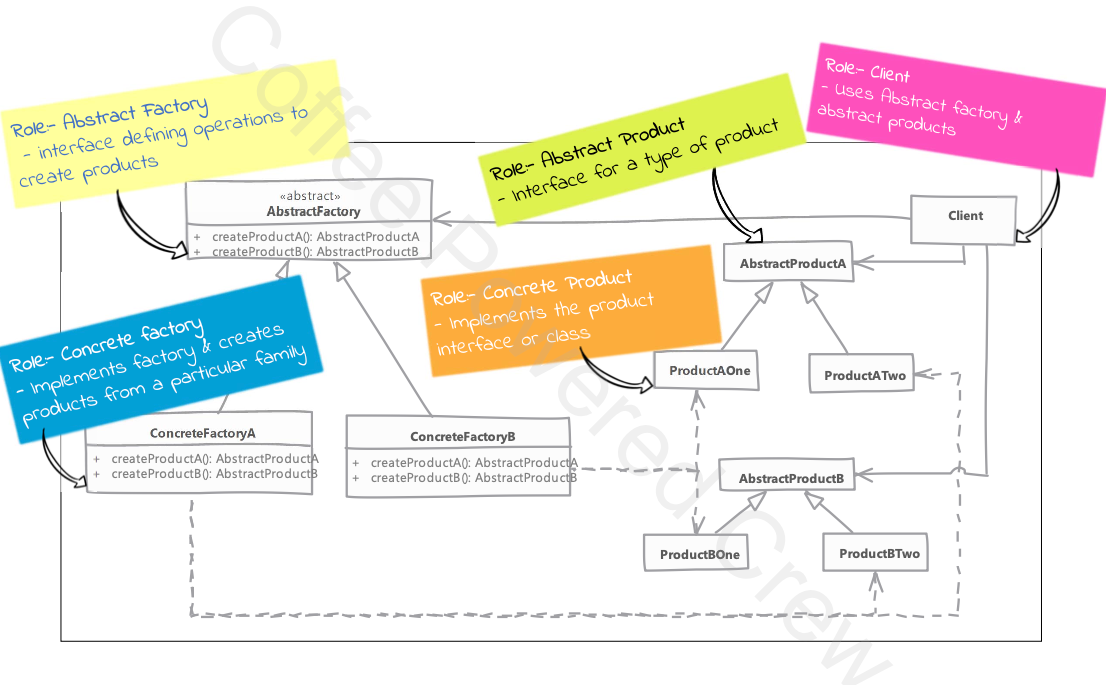 Role:- Abstract Factory
- interface defining operations to
create products
Role:- Abstract Product
- Interface for a type of product
Role:- Client
- Uses Abstract factory &
abstract products
«abstract»
AbstractFactory
+ createProductA(): AbstractProductA
+ createProductB(): AbstractProductB
Client
AbstractProductA
Role:- Concrete Product
- Implements the product
interface or class
Role:- Concrete factory
- Implements factory & creates
products from a particular family
ProductAOne
ProductATwo
ConcreteFactoryA
+ createProductA(): AbstractProductA
+ createProductB(): AbstractProductB
ConcreteFactoryB
+ createProductA(): AbstractProductA
+ createProductB(): AbstractProductB
AbstractProductB
ProductBOne
ProductBTwo
Coffee Powered Crew